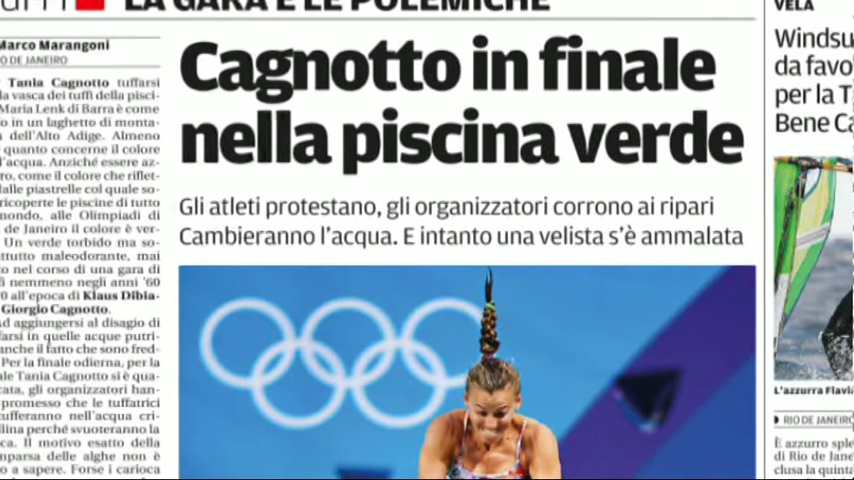 LA GARA E LE POLEMICHE
Marco Marangoni
DE JANEIRO
Tania Cagnotto tuffarsi
la vasca dei tuffi della pisci-
Maria Lenk di Barra è come
in un laghetto di monta-
dell'Alto Adige. Almeno
quanto concerne il colore
l'acqua. Anziché essere az-
come il colore che riflet-
dalle piastrelle col quale so-
ricoperte le piscine di tutto
mondo, alle Olimpiadi di
de Janeiro il colore è ver-
Un verde torbido ma so-
attutto maleodorante, mai
nel corso di una gara di
nemmeno negli anni '60
0 all'epoca di Klaus Dibia-
Giorgio Cagnotto.
ad aggiungersi al disagio di
farsi in quelle acque putri-
anche il fatto che sono fred-
Per la finale odierna, per la
ale Tania Cagnotto si è qua-
cata, gli organizzatori han-
promesso che le tuffatrici
tufferanno nell'acqua cri-
llina perché svuoteranno la
ca. Il motivo esatto della
mparsa delle alghe non è
o a sapere. Forse i carioca
Cagnotto in finale
nella piscina verde
Gli atleti protestano, gli organizzatori corrono ai ripari
Cambieranno l'acqua. E intanto una velista s'è ammalata
VELA
Windsu
da favo
per la T
Bene Ca
L'azzurra Flavia
RIO DE JANEIRO
È azzurro sple
di Rio de Jane
clusa la quinta